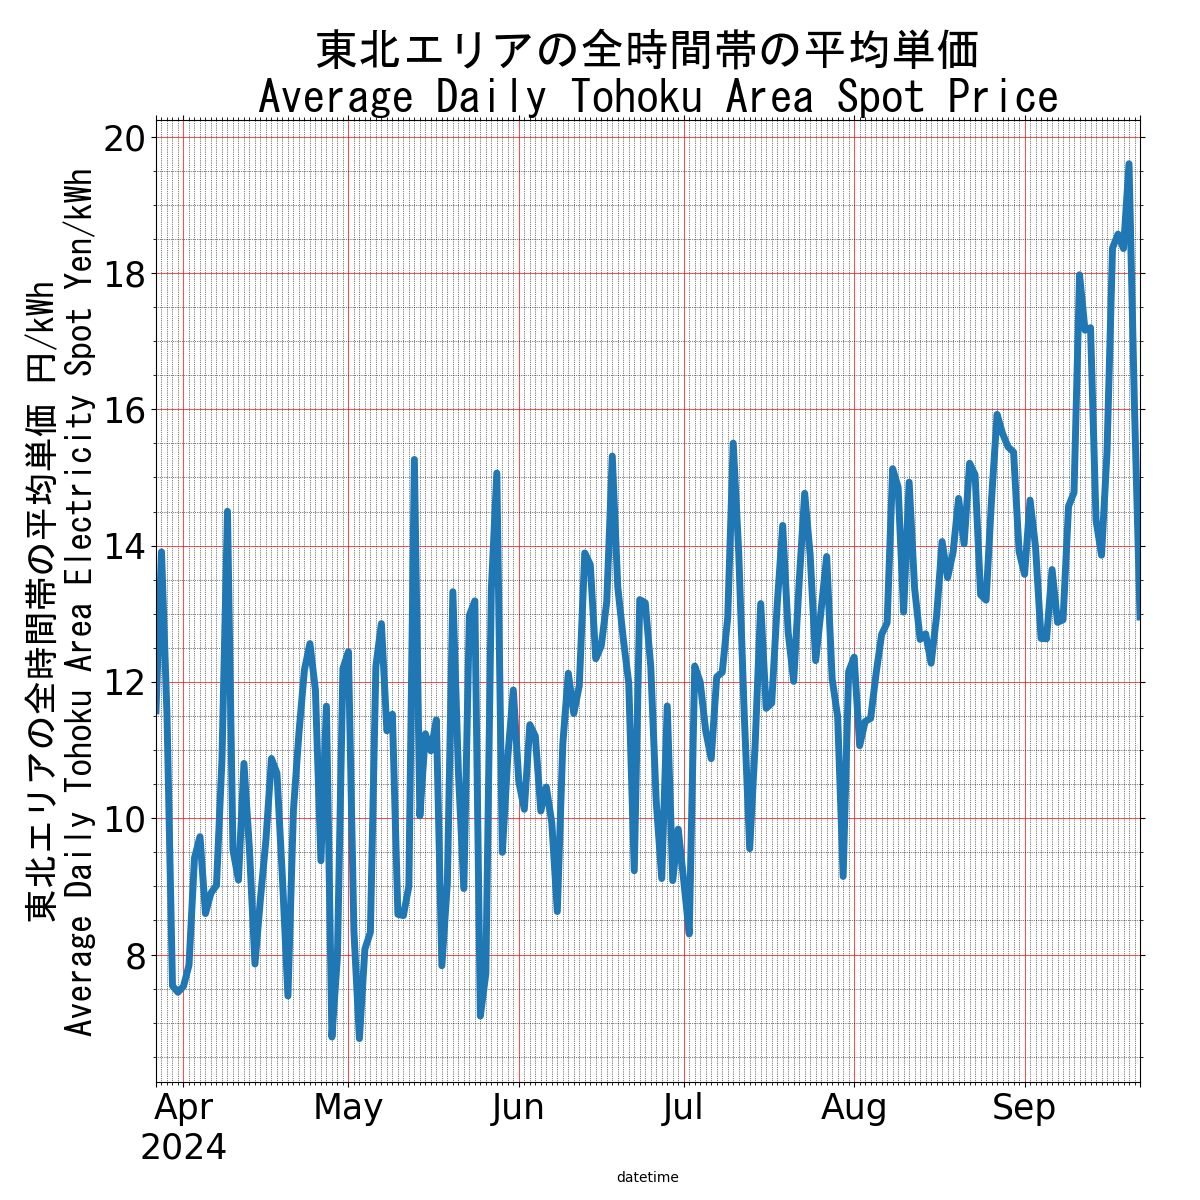 東北エリアの全時間帯の平均単価
Average Daily Tohoku Area Spot Price
東北エリアの全時間帯の平均単価 円/kWh
Average Daily Tohoku Area Electricity Spot Yen/kWh
20
18
16
14
12
10
8
Apr
May
Jun
Jul
Aug
Sep
2024
datetime